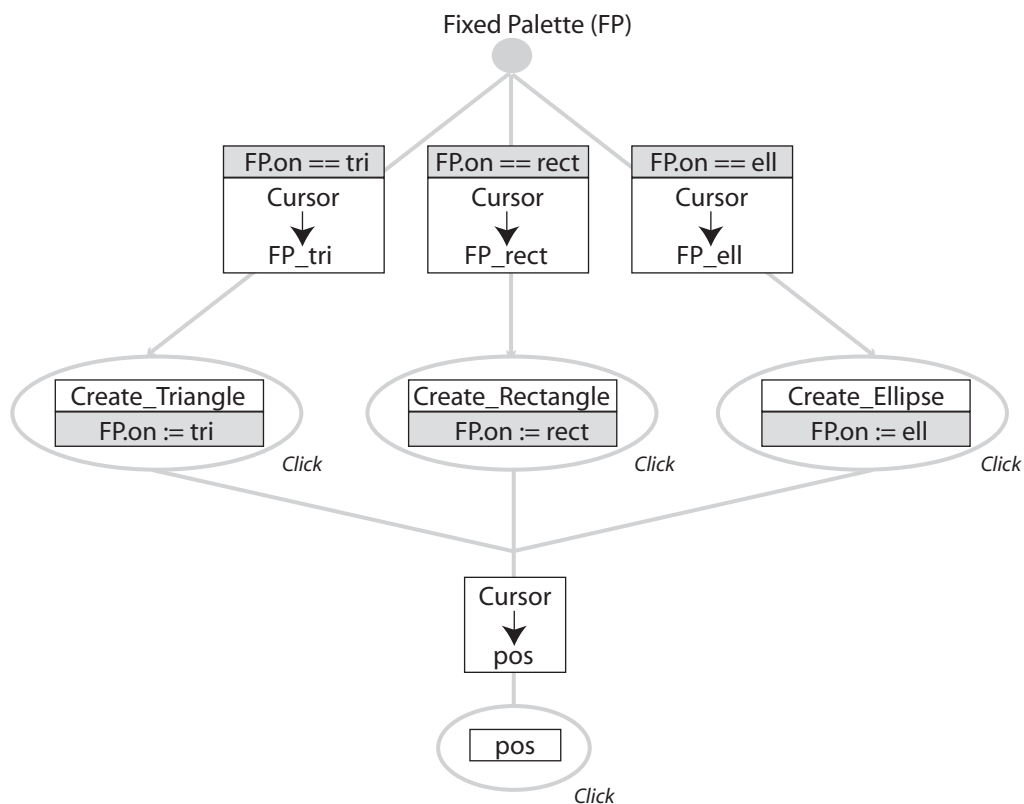 Fixed Palette (FP)
FP.on == tri
FP.on == rect
FP.on == ell
Cursor
Cursor
Cursor
FP_tri
FP_rect
FP_ell
Create_Triangle
Create_Rectangle
Create_Ellipse
FP.on := tri
FP.on := rect
FP.on := ell
Click
Click
Click
Cursor
pos
pos
Click